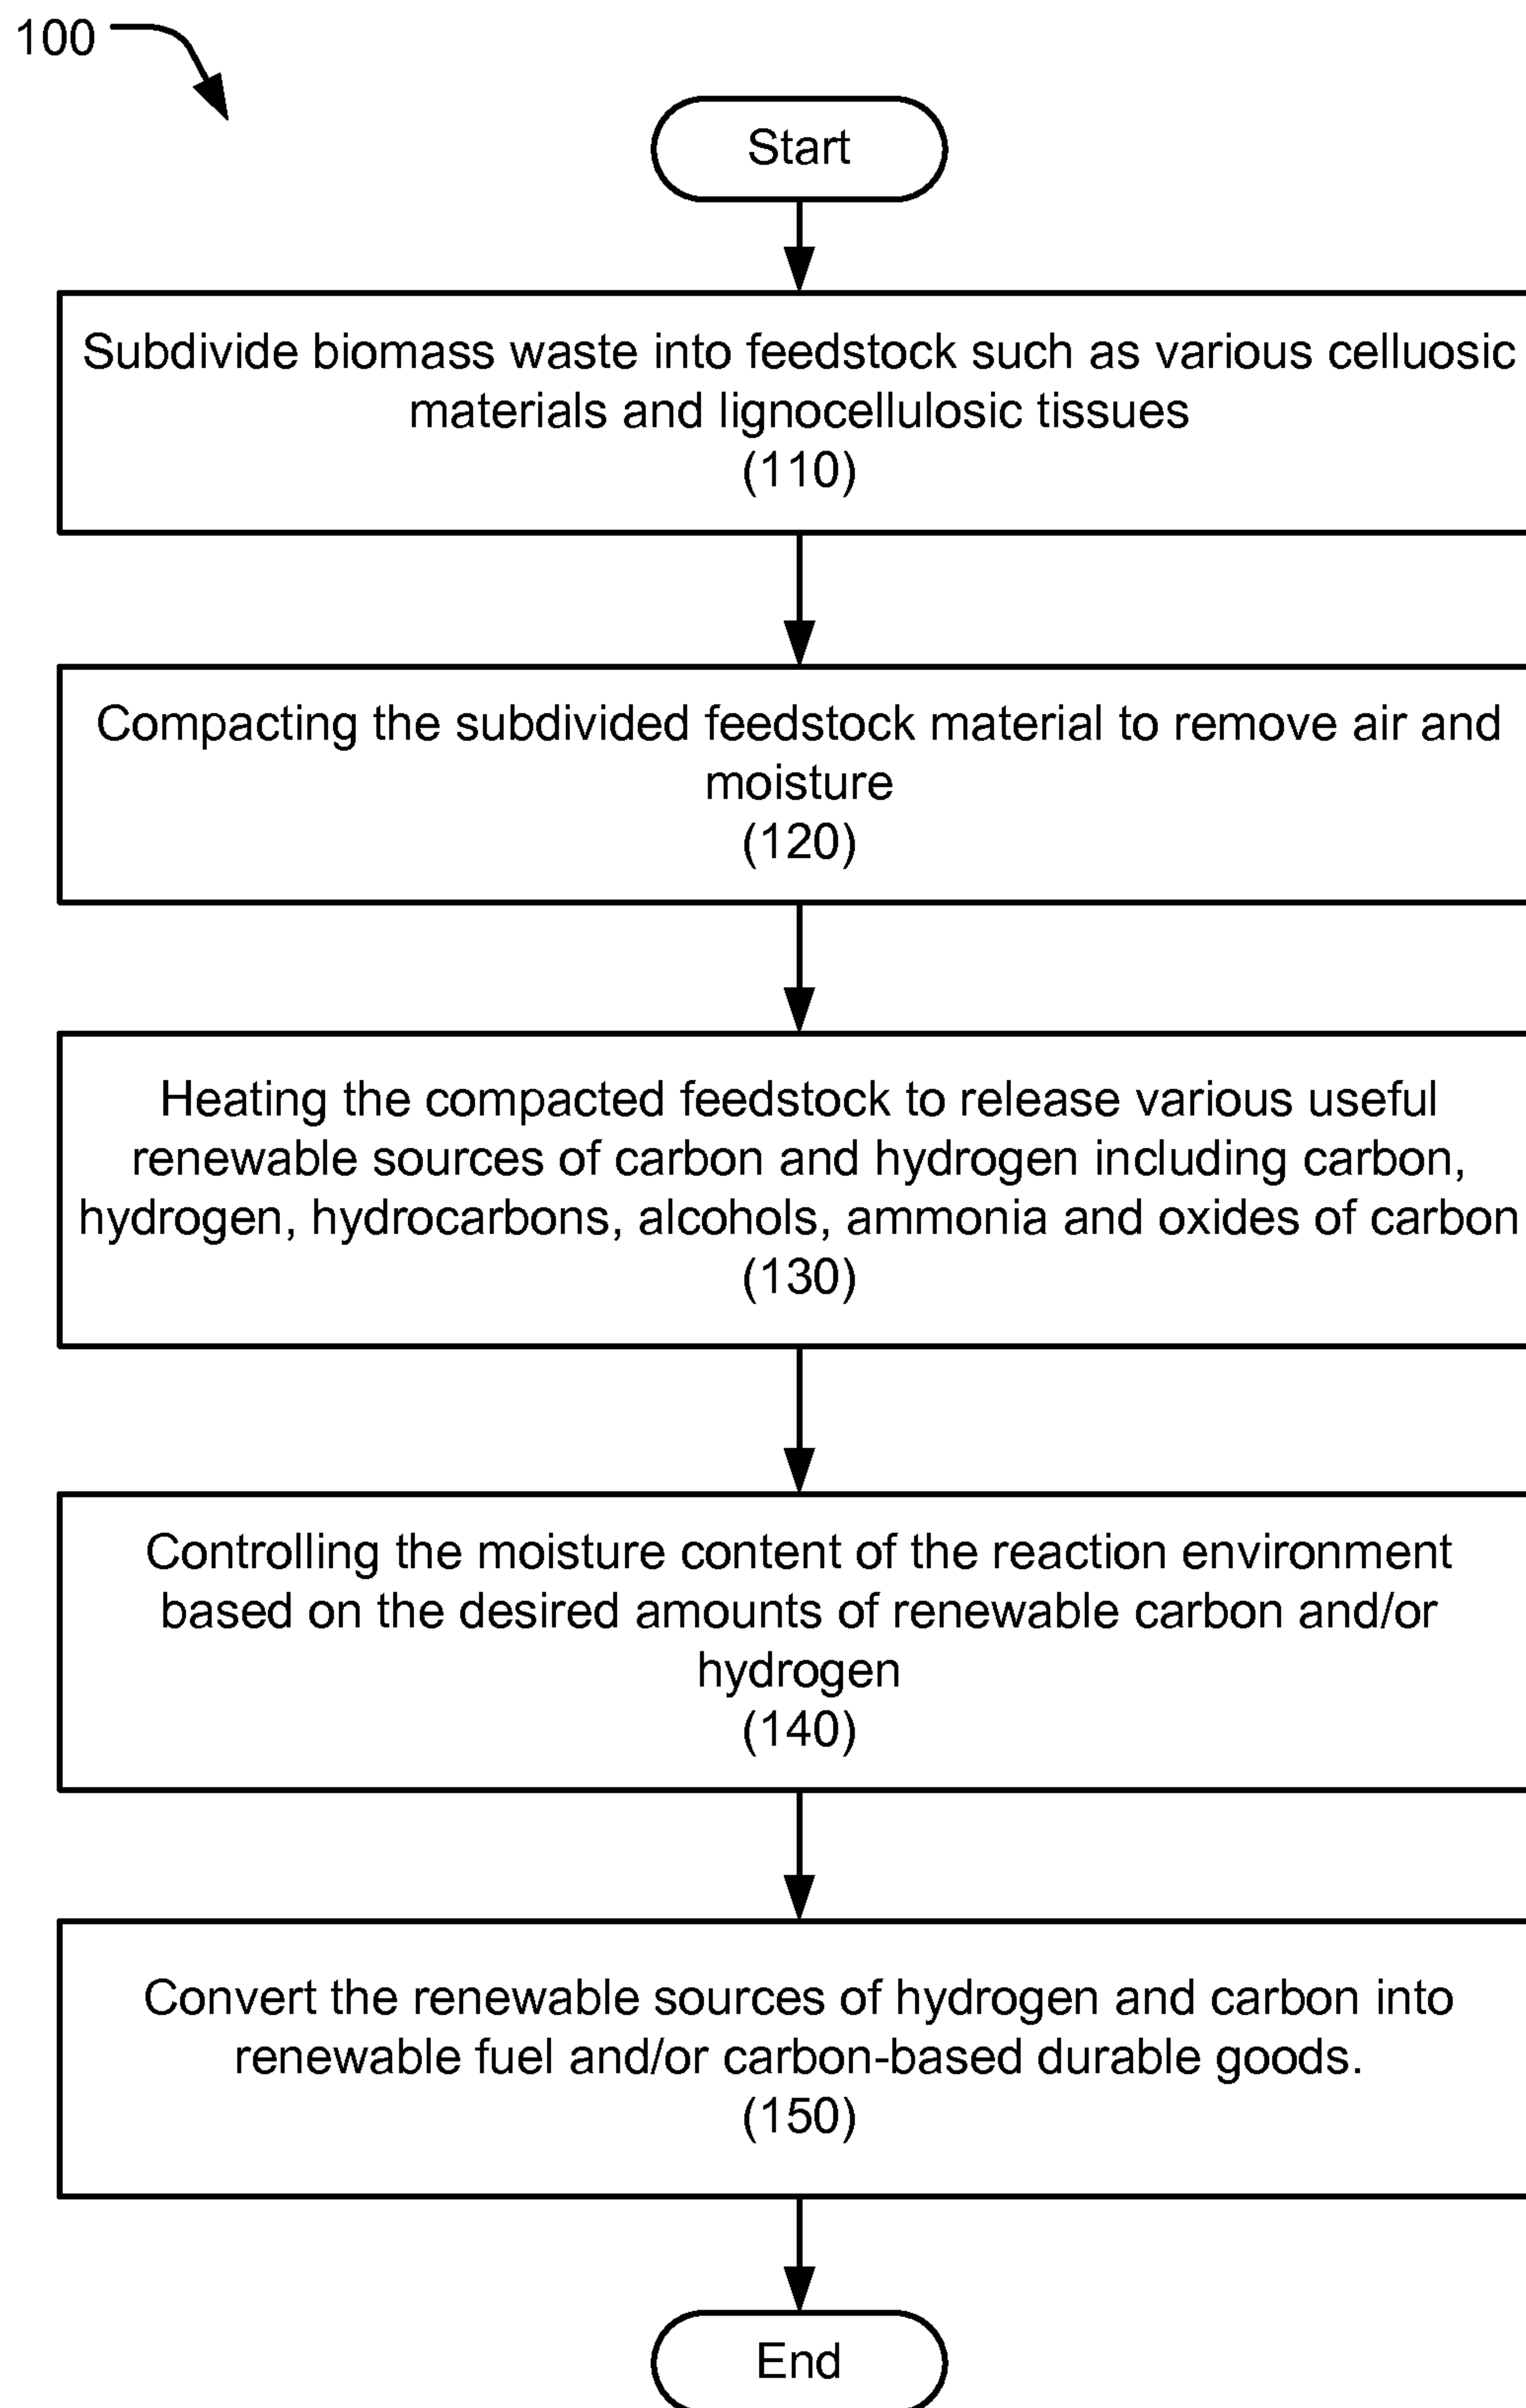 100
Start
Subdivide biomass waste into feedstock such as various celluosic
materials and lignocellulosic tissues
(110)
Compacting the subdivided feedstock material to remove air and
moisture
(120)
Heating the compacted feedstock to release various useful
renewable sources of carbon and hydrogen including carbon,
hydrogen, hydrocarbons, alcohols, ammonia and oxides of carbon
(130)
Controlling the moisture content of the reaction environment
based on the desired amounts of renewable carbon and/or
hydrogen
(140)
Convert the renewable sources of hydrogen and carbon into
renewable fuel and/or carbon-based durable goods.
(150)
End